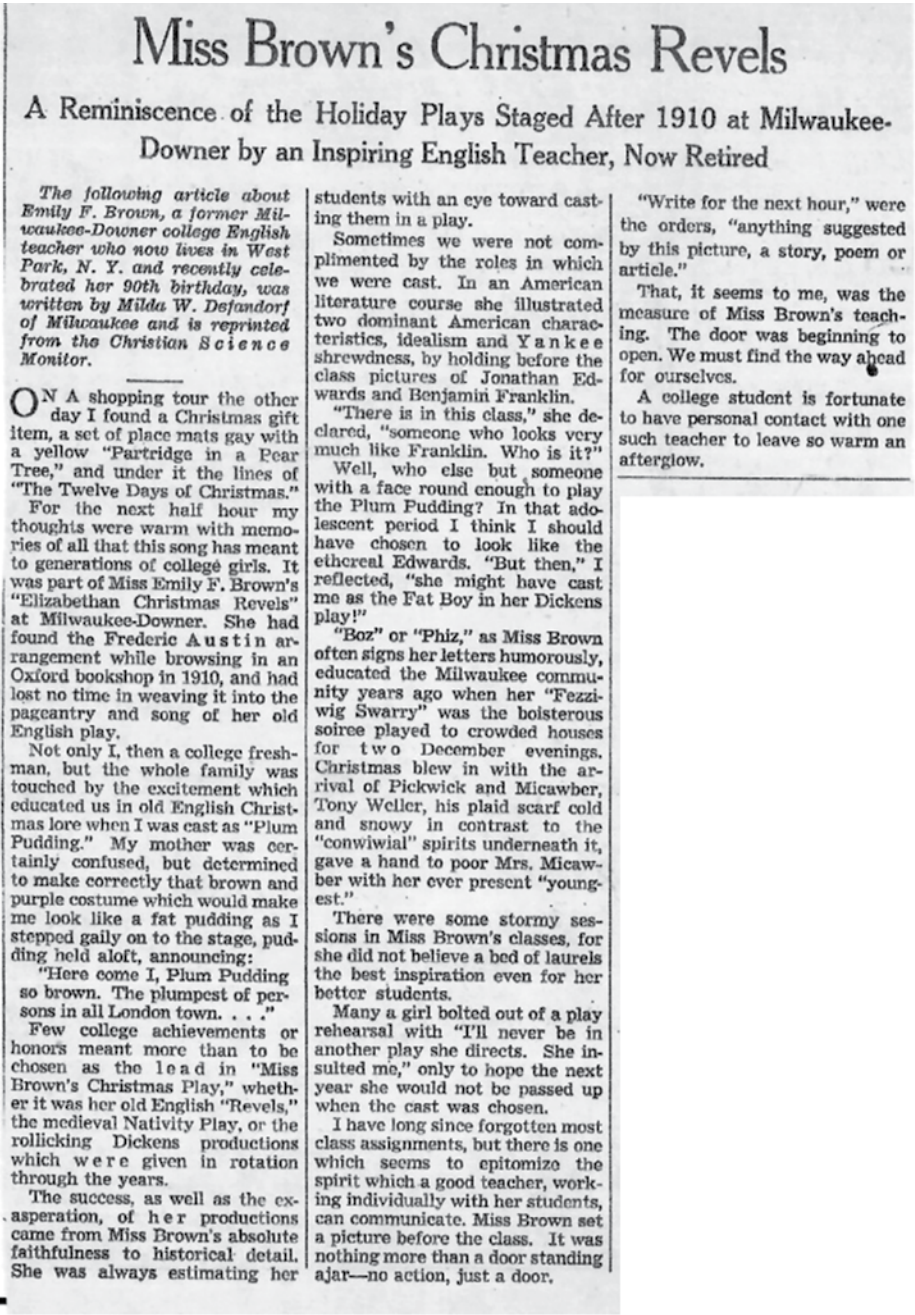 Miss Brown's Christmas Revels
A Reminiscence of the Holiday Plays Staged After 1910 at Milwaukee-
Downer by an Inspiring English Teacher, Now Retired
The following article about
Emily F. Brown, a former Mil-
waukee-Downer college English
teacher who now lives in West
Park, N. Y. and recently cele-
brated her 90th birthday, was
written by Milda W. Defandorf
of Milwaukee and is reprinted
from the Christian Science
Monitor.
ON A shopping tour the other
day I found a Christmas gift
item, a set of place mats gay with
a yellow "Partridge in a Pear
Tree," and under it the lines of
"The Twelve Days of Christmas."
For the next half hour my
thoughts were warm with memo-
ries of all that this song has meant
to generations of college girls. It
was part of Miss Emily F. Brown's
"Elizabethan Christmas Revels"
at Milwaukee-Downer. She had
found the Frederic Austin ar-
rangement while browsing in an
Oxford bookshop in 1910, and had
lost no time in weaving it into the
pageantry and song of her old
English play.
Not only I, then a college fresh-
man, but the whole family was
touched by the excitement which
educated us in old English Christ-
mas lore when I was cast as "Plum
Pudding." My mother was cer-
tainly confused, but determined
to make correctly that brown and
purple costume which would make
me look like a fat pudding as I
stepped gaily on to the stage, pud-
ding held aloft, announcing:
"Here come I, Plum Pudding
so brown. The plumpest of per-
sons in all London town. . . ."
Few college achievements or
honors meant more than to be
chosen as the lead in "Miss
Brown's Christmas Play," wheth-
er it was her old English "Revels,"
the medieval Nativity Play, or the
rollicking Dickens productions
which were given in rotation
through the years.
The success, as well as the ex-
asperation, of her productions
came from Miss Brown's absolute
faithfulness to historical detail.
She was always estimating her
students with an eye toward cast-
ing them in a play.
Sometimes we were not com-
plimented by the roles in which
we were cast. In an American
literature course she illustrated
two dominant American charac-
teristics, idealism and Yankee
shrewdness, by holding before the
class pictures of Jonathan Ed-
wards and Benjamin Franklin.
"There is in this class," she de-
clared, "someone who looks very
much like Franklin. Who is it?"
Well, who else but someone
with a face round enough to play
the Plum Pudding? In that ado-
lescent period I think I should
have chosen to look like the
ethereal Edwards. "But then," I
reflected, "she might have cast
me as the Fat Boy in her Dickens
play!"
"Boz" or "Phiz," as Miss Brown
often signs her letters humorously,
educated the Milwaukee commu-
nity years ago when her "Fezzi-
wig Swarry" was the boisterous
soiree played to crowded houses
for two December evenings.
Christmas blew in with the ar-
rival of Pickwick and Micawber,
Tony Weller, his plaid scarf cold
and snowy in contrast to the
"conwiwial" spirits underneath it,
gave a hand to poor Mrs. Micaw-
ber with her ever present "young-
est."
There were some stormy ses-
sions in Miss Brown's classes, for
she did not believe a bed of laurels
the best inspiration even for her
better students.
Many a girl bolted out of a play
rehearsal with "I'll never be in
another play she directs. She in-
sulted me," only to hope the next
year she would not be passed up
when the cast was chosen.
I have long since forgotten most
class assignments, but there is one
which seems to epitomize the
spirit which a good teacher, work-
ing individually with her students,
can communicate. Miss Brown set
a picture before the class. It was
nothing more than a door standing
ajar—no action, just a door.
"Write for the next hour," were
the orders, "anything suggested
by this picture, a story, poem or
article."
That, it seems to me, was the
measure of Miss Brown's teach-
ing. The door was beginning to
open. We must find the way ahead
for ourselves.
A college student is fortunate
to have personal contact with one
such teacher to leave so warm an
afterglow.